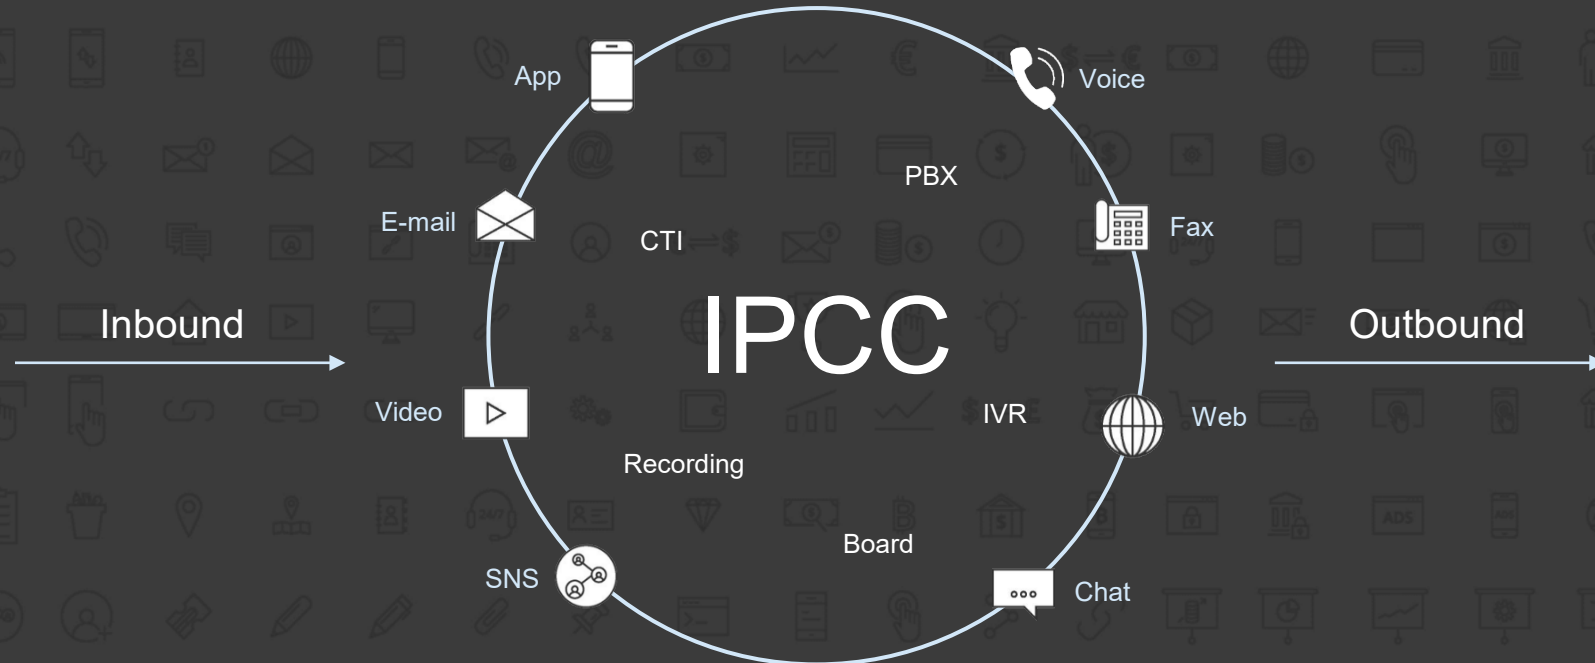 App
Voice
PBX
E-mail
Fax
CTI
IPCC
Inbound
Outbound
Video
IVR
Web
Recording
Board
SNS
Chat